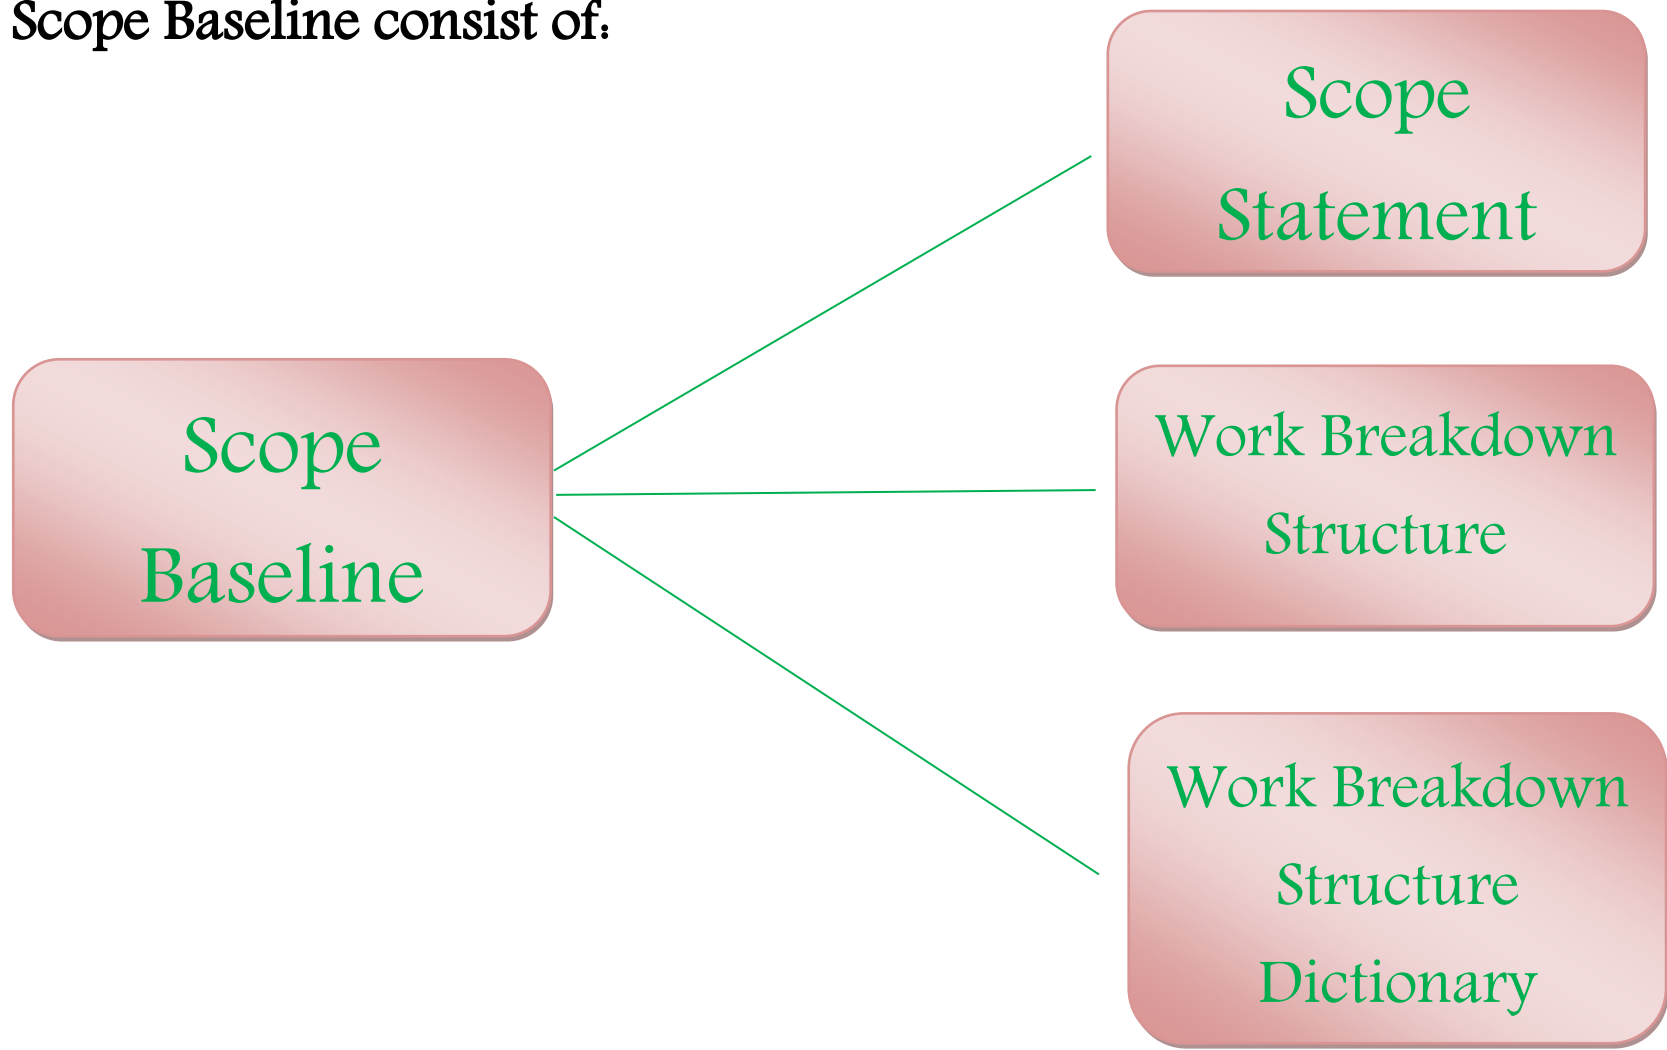 Scope Baseline consist of:
Scope
Statement
Scope
Baseline
Work Breakdown
Structure
Work Breakdown
Structure
Dictionary